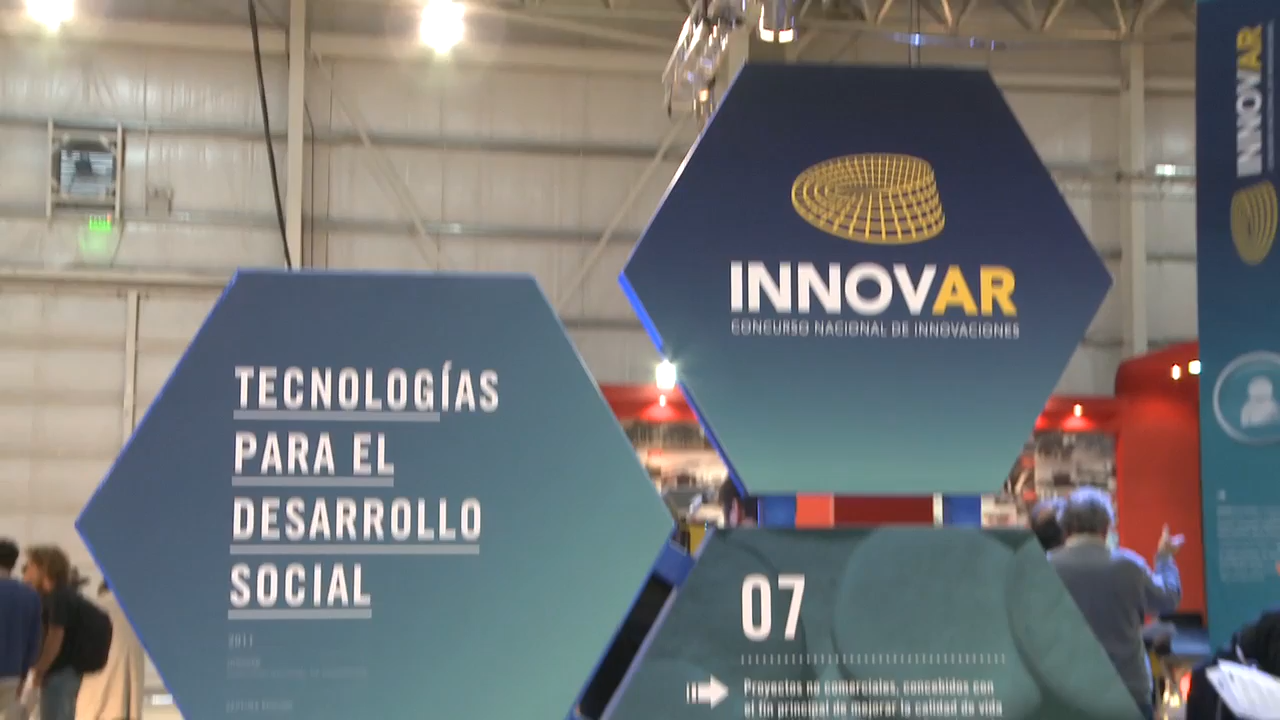 TECNOLOGÍAS
PARA EL
DESARROLLO
SOCIAL
2011
INNOVAR
CONCURSO NACIONAL DE INNOVACIONES
07
Proyectos no comerciales, concebidos con
el fin principal de mejorar la calidad de vida
INNOVAR